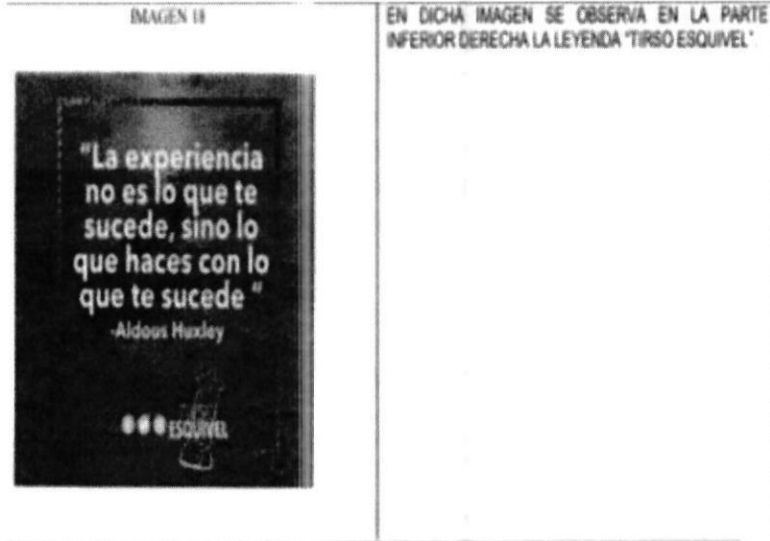 IMAGEN 18
EN DICHA IMAGEN SE OBSERVA EN LA PARTE
INFERIOR DERECHA LA LEYENDA "TIRSO ESQUIVEL"
"La experiencia
no es lo que te
sucede, sino lo
que haces con lo
que te sucede "
-Aldous Huxley
ESQUIVEL